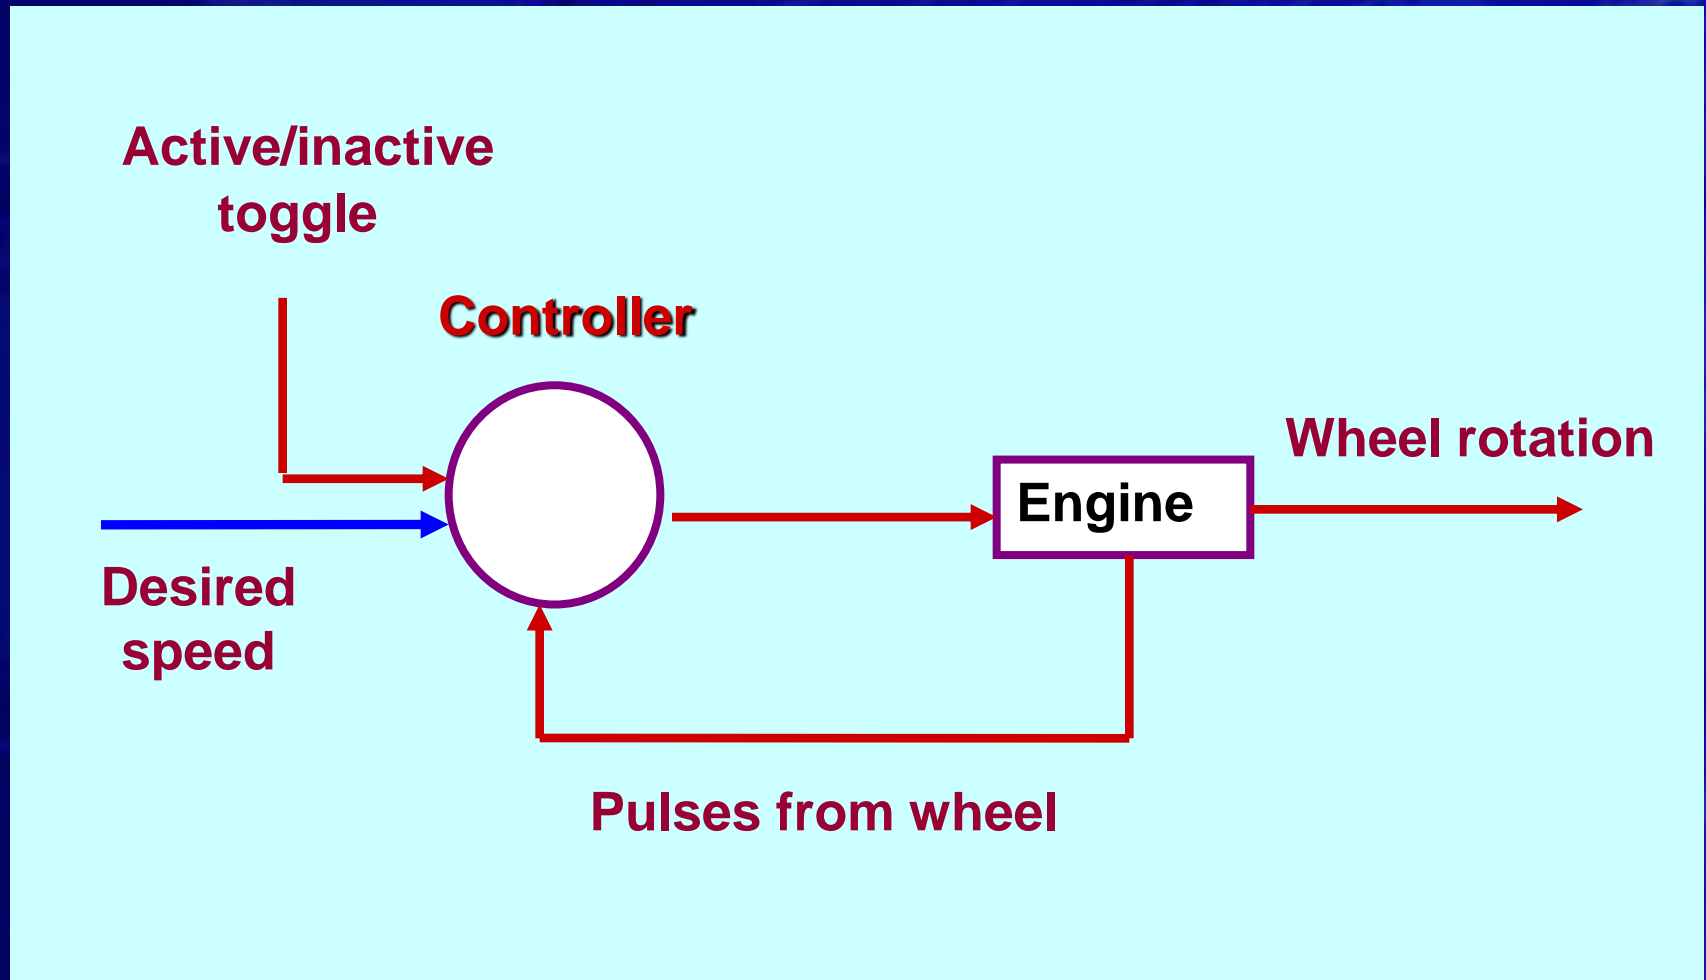 Active/inactive
toggle
Controller
Wheel rotation
Engine
Desired
speed
Pulses from wheel